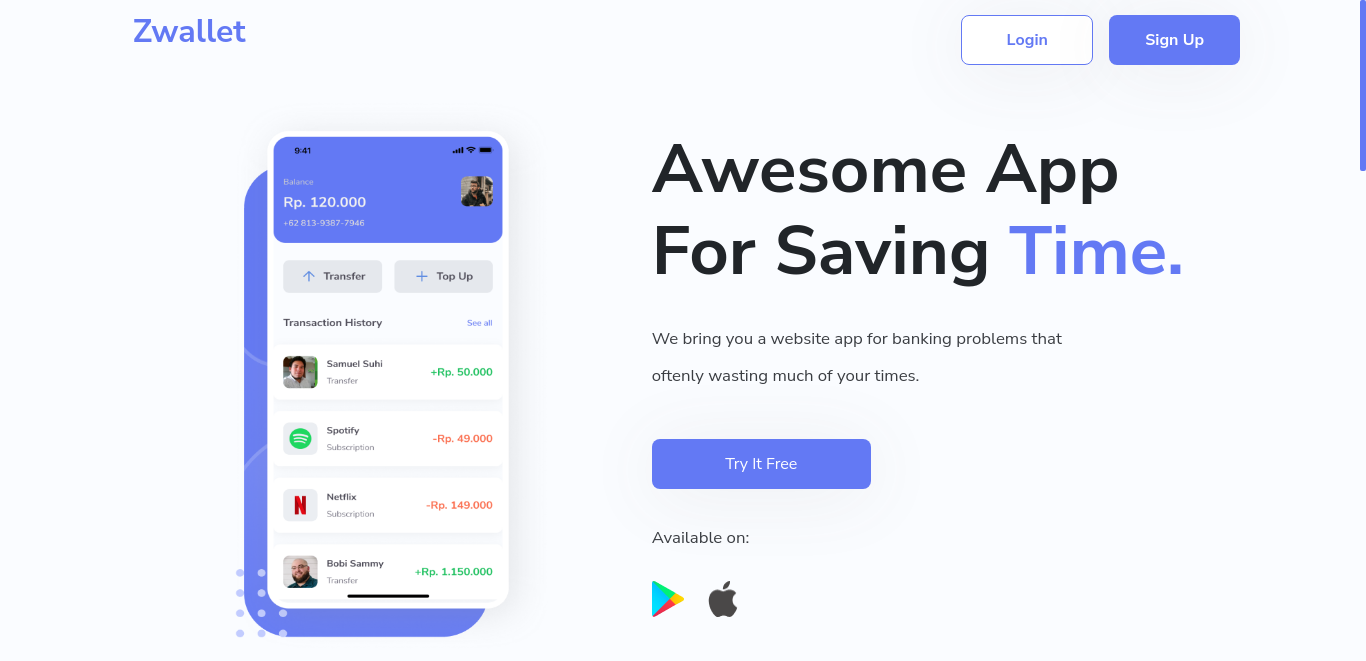 Zwallet
Login
Sign Up
9:41
Balance
Rp. 120.000
+62 813-9387-7946
Transfer
Top Up
Transaction History
See all
Samuel Suhi
Transfer
+Rp. 50.000
Spotify
Subscription
-Rp. 49.000
Netflix
Subscription
-Rp. 149.000
Bobi Sammy
Transfer
+Rp. 1.150.000
Awesome App
For Saving Time.
We bring you a website app for banking problems that
oftenly wasting much of your times.
Try It Free
Available on: